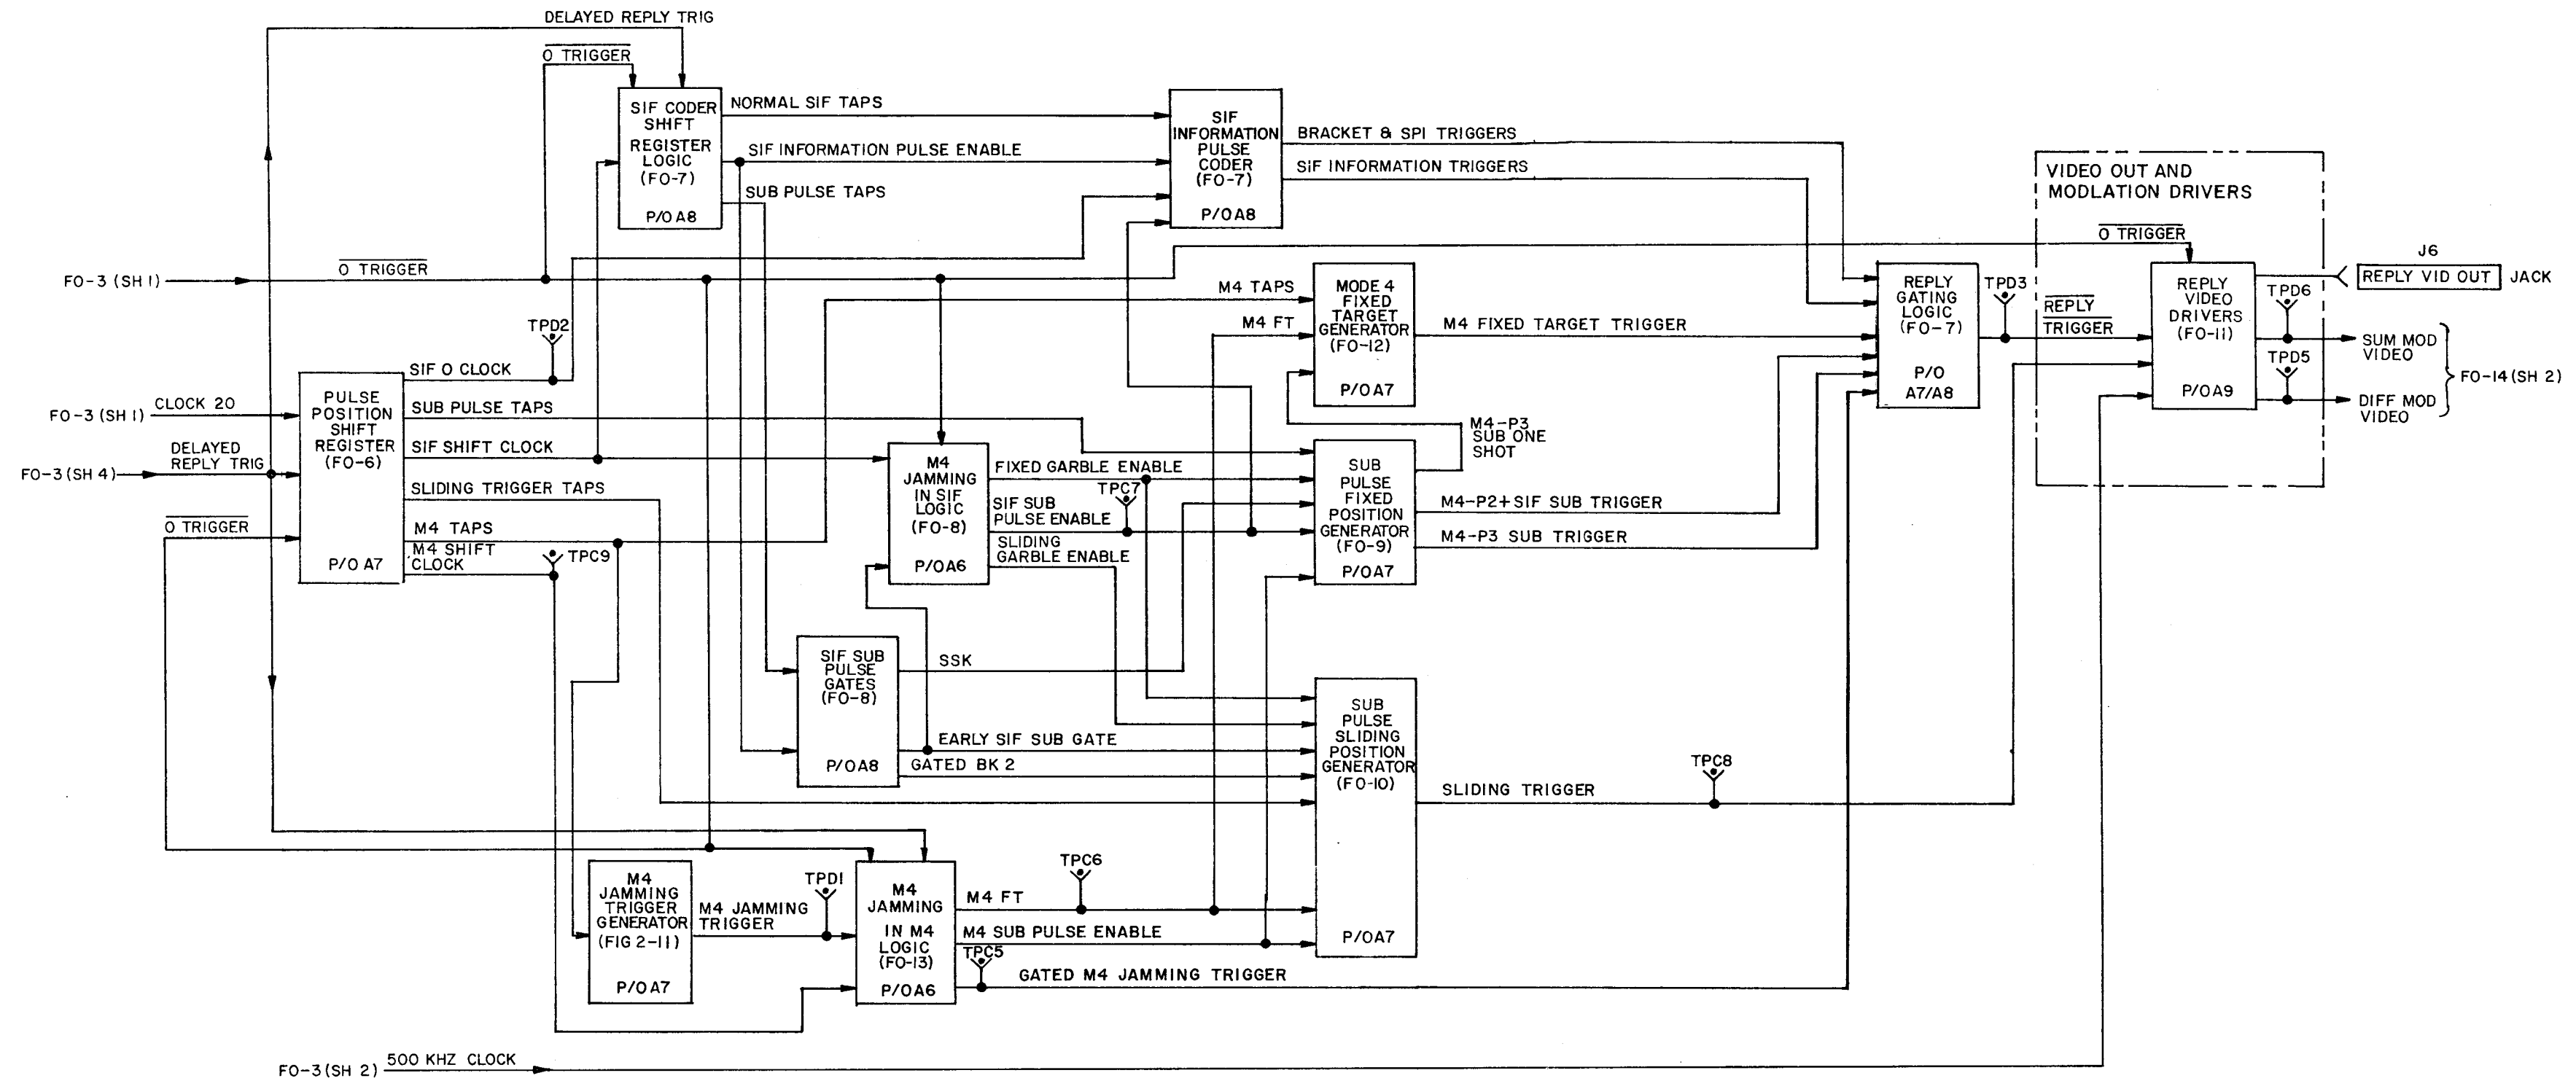 DELAYED REPLY TRIG
O TRIGGER
SIF CODER
SHIFT
REGISTER
LOGIC
(FO-7)
P/O A8
NORMAL SIF TAPS
SIF INFORMATION PULSE ENABLE
SUB PULSE TAPS
SIF
INFORMATION
PULSE
CODER
(FO-7)
P/O A8
BRACKET & SPI TRIGGERS
SIF INFORMATION TRIGGERS
VIDEO OUT AND
MODLATION DRIVERS
O TRIGGER
FO-3 (SH 1)
O TRIGGER
J6
REPLY VID OUT
JACK
M4 TAPS
M4 FT
MODE 4
FIXED
TARGET
GENERATOR
(FO-12)
P/O A7
M4 FIXED TARGET TRIGGER
REPLY
GATING
LOGIC
(FO-7)
P/O
A7/A8
TPD3
REPLY
TRIGGER
REPLY
VIDEO
DRIVERS
(FO-11)
P/O A9
TPD6
TPD5
SUM MOD
VIDEO
DIFF MOD
VIDEO
FO-14 (SH 2)
TPD2
SIF O CLOCK
FO-3 (SH 1)
CLOCK 20
PULSE
POSITION
SHIFT
REGISTER
(FO-6)
P/O A7
SUB PULSE TAPS
SIF SHIFT CLOCK
FO-3 (SH 4)
DELAYED
REPLY TRIG
SLIDING TRIGGER TAPS
O TRIGGER
M4 TAPS
M4 SHIFT
CLOCK
TPC9
M4
JAMMING
IN SIF
LOGIC
(FO-8)
P/O A6
FIXED GARBLE ENABLE
TPC7
SIF SUB
PULSE ENABLE
SLIDING
GARBLE ENABLE
M4-P3
SUB ONE
SHOT
SUB
PULSE
FIXED
POSITION
GENERATOR
(FO-9)
P/O A7
M4-P2+SIF SUB TRIGGER
M4-P3 SUB TRIGGER
SIF SUB
PULSE
GATES
(FO-8)
P/O A8
SSK
EARLY SIF SUB GATE
GATED BK 2
SUB
PULSE
SLIDING
POSITION
GENERATOR
(FO-10)
P/O A7
SLIDING TRIGGER
TPC8
M4
JAMMING
TRIGGER
GENERATOR
(FIG 2-11)
P/O A7
M4 JAMMING
TRIGGER
TPD1
M4
JAMMING
IN M4
LOGIC
(FO-13)
P/O A6
M4 FT
TPC6
M4 SUB PULSE ENABLE
TPC5
GATED M4 JAMMING TRIGGER
FO-3 (SH 2)
500 KHZ CLOCK